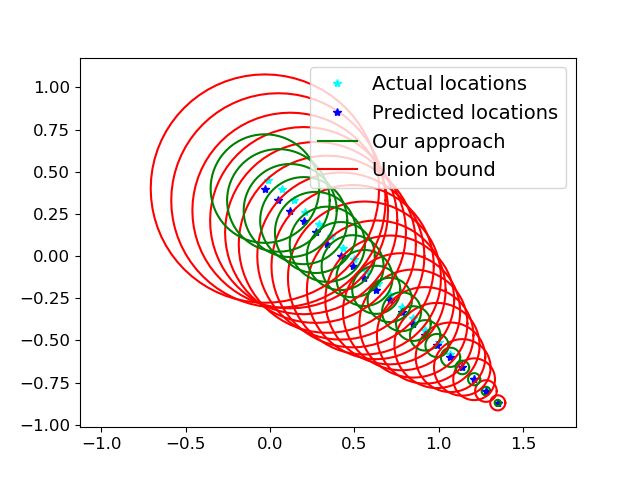 Actual locations
Predicted locations
Our approach
Union bound
1.00
0.75
0.50
0.25
0.00
−0.25
−0.50
−0.75
−1.00
−1.0 −0.5 0.0 0.5 1.0 1.5